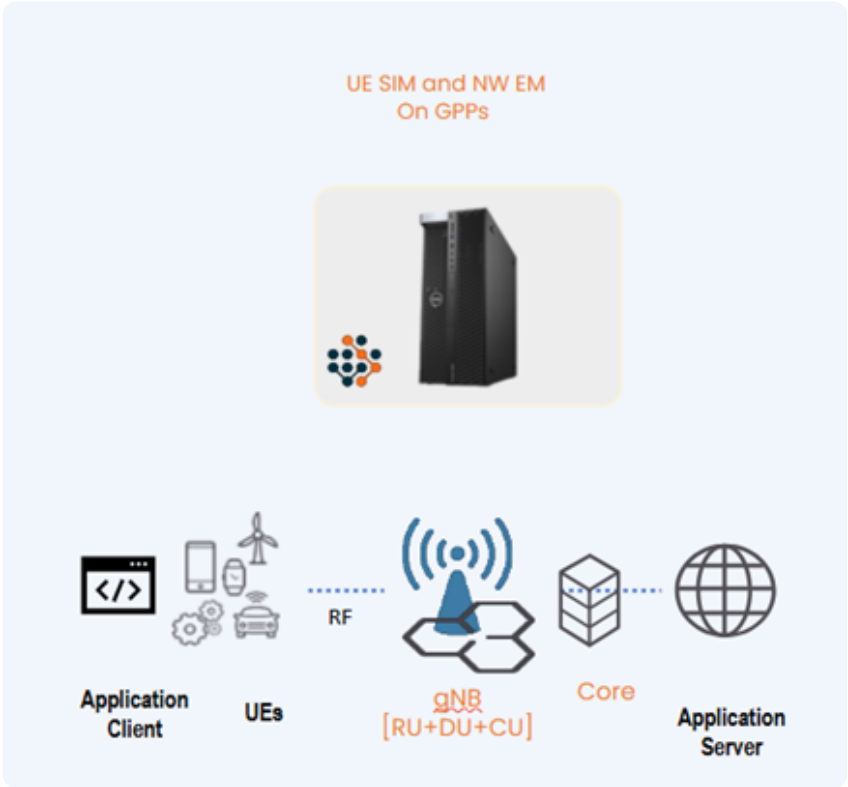 UE SIM and NW EM
On GPPs
</>
RF
Application
Client
UEs
gNB
[RU+DU+CU]
Core
Application
Server